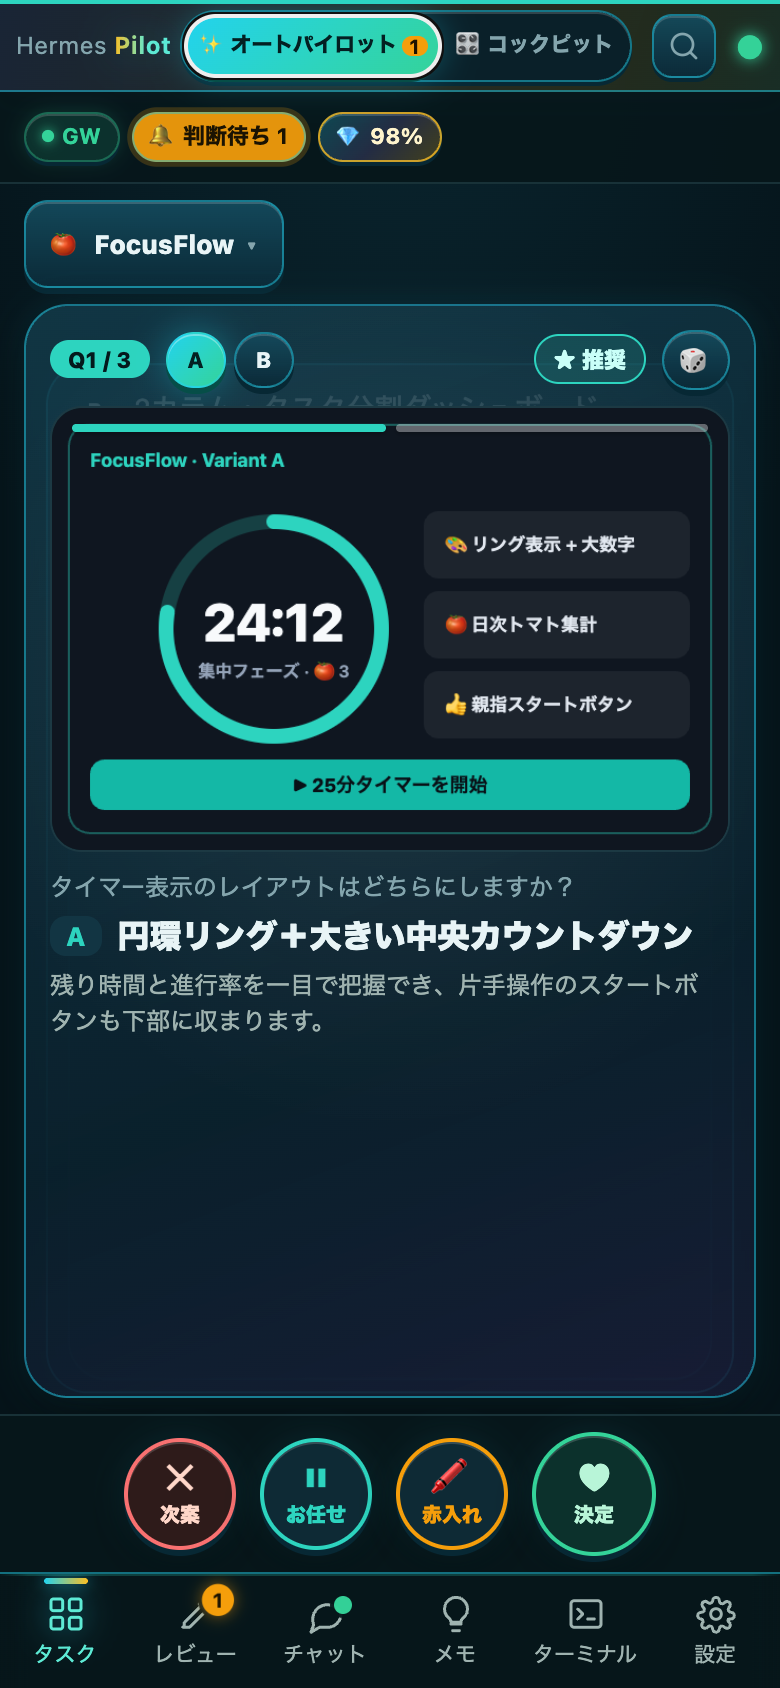 Hermes Pilot
オートパイロット 1
コックピット
GW
判断待ち 1
98%
FocusFlow
Q1 / 3
A
B
推奨
FocusFlow · Variant A
24:12
集中フェーズ · 3
リング表示 + 大数字
日次トマト集計
親指スタートボタン
25分タイマーを開始
タイマー表示のレイアウトはどちらにしますか？
A 円環リング＋大きい中央カウントダウン
残り時間と進行率を一目で把握でき、片手操作のスタートボ
タンも下部に収まります。
次案
お任せ
赤入れ
決定
タスク
レビュー 1
チャット
メモ
ターミナル
設定